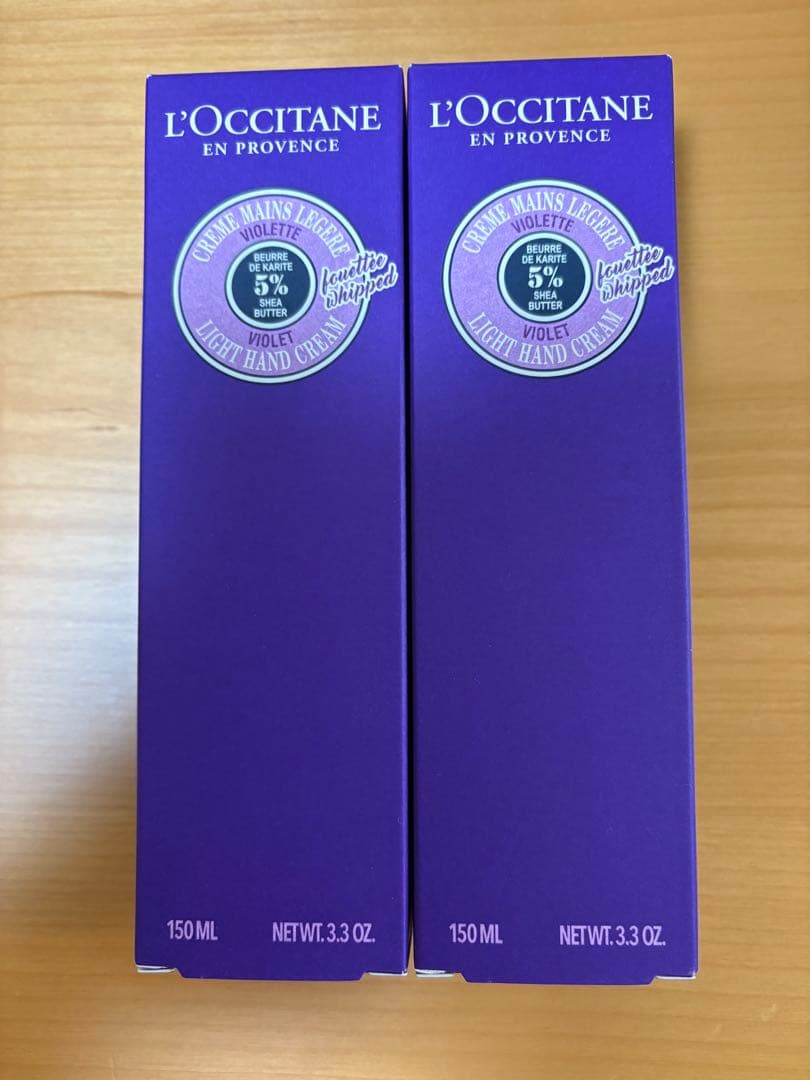 L'OCCITANE
EN PROVENCE
CREME MAINS LEGERE
VIOLETTE
BEURRE
DE KARITE
5%
SHEA
BUTTER
fouettée
whipped
VIOLET
LIGHT HAND CREAM
150 ML NET WT. 3.3 OZ.
L'OCCITANE
EN PROVENCE
CREME MAINS LEGERE
VIOLETTE
BEURRE
DE KARITE
5%
SHEA
BUTTER
fouettée
whipped
VIOLET
LIGHT HAND CREAM
150 ML NET WT. 3.3 OZ.